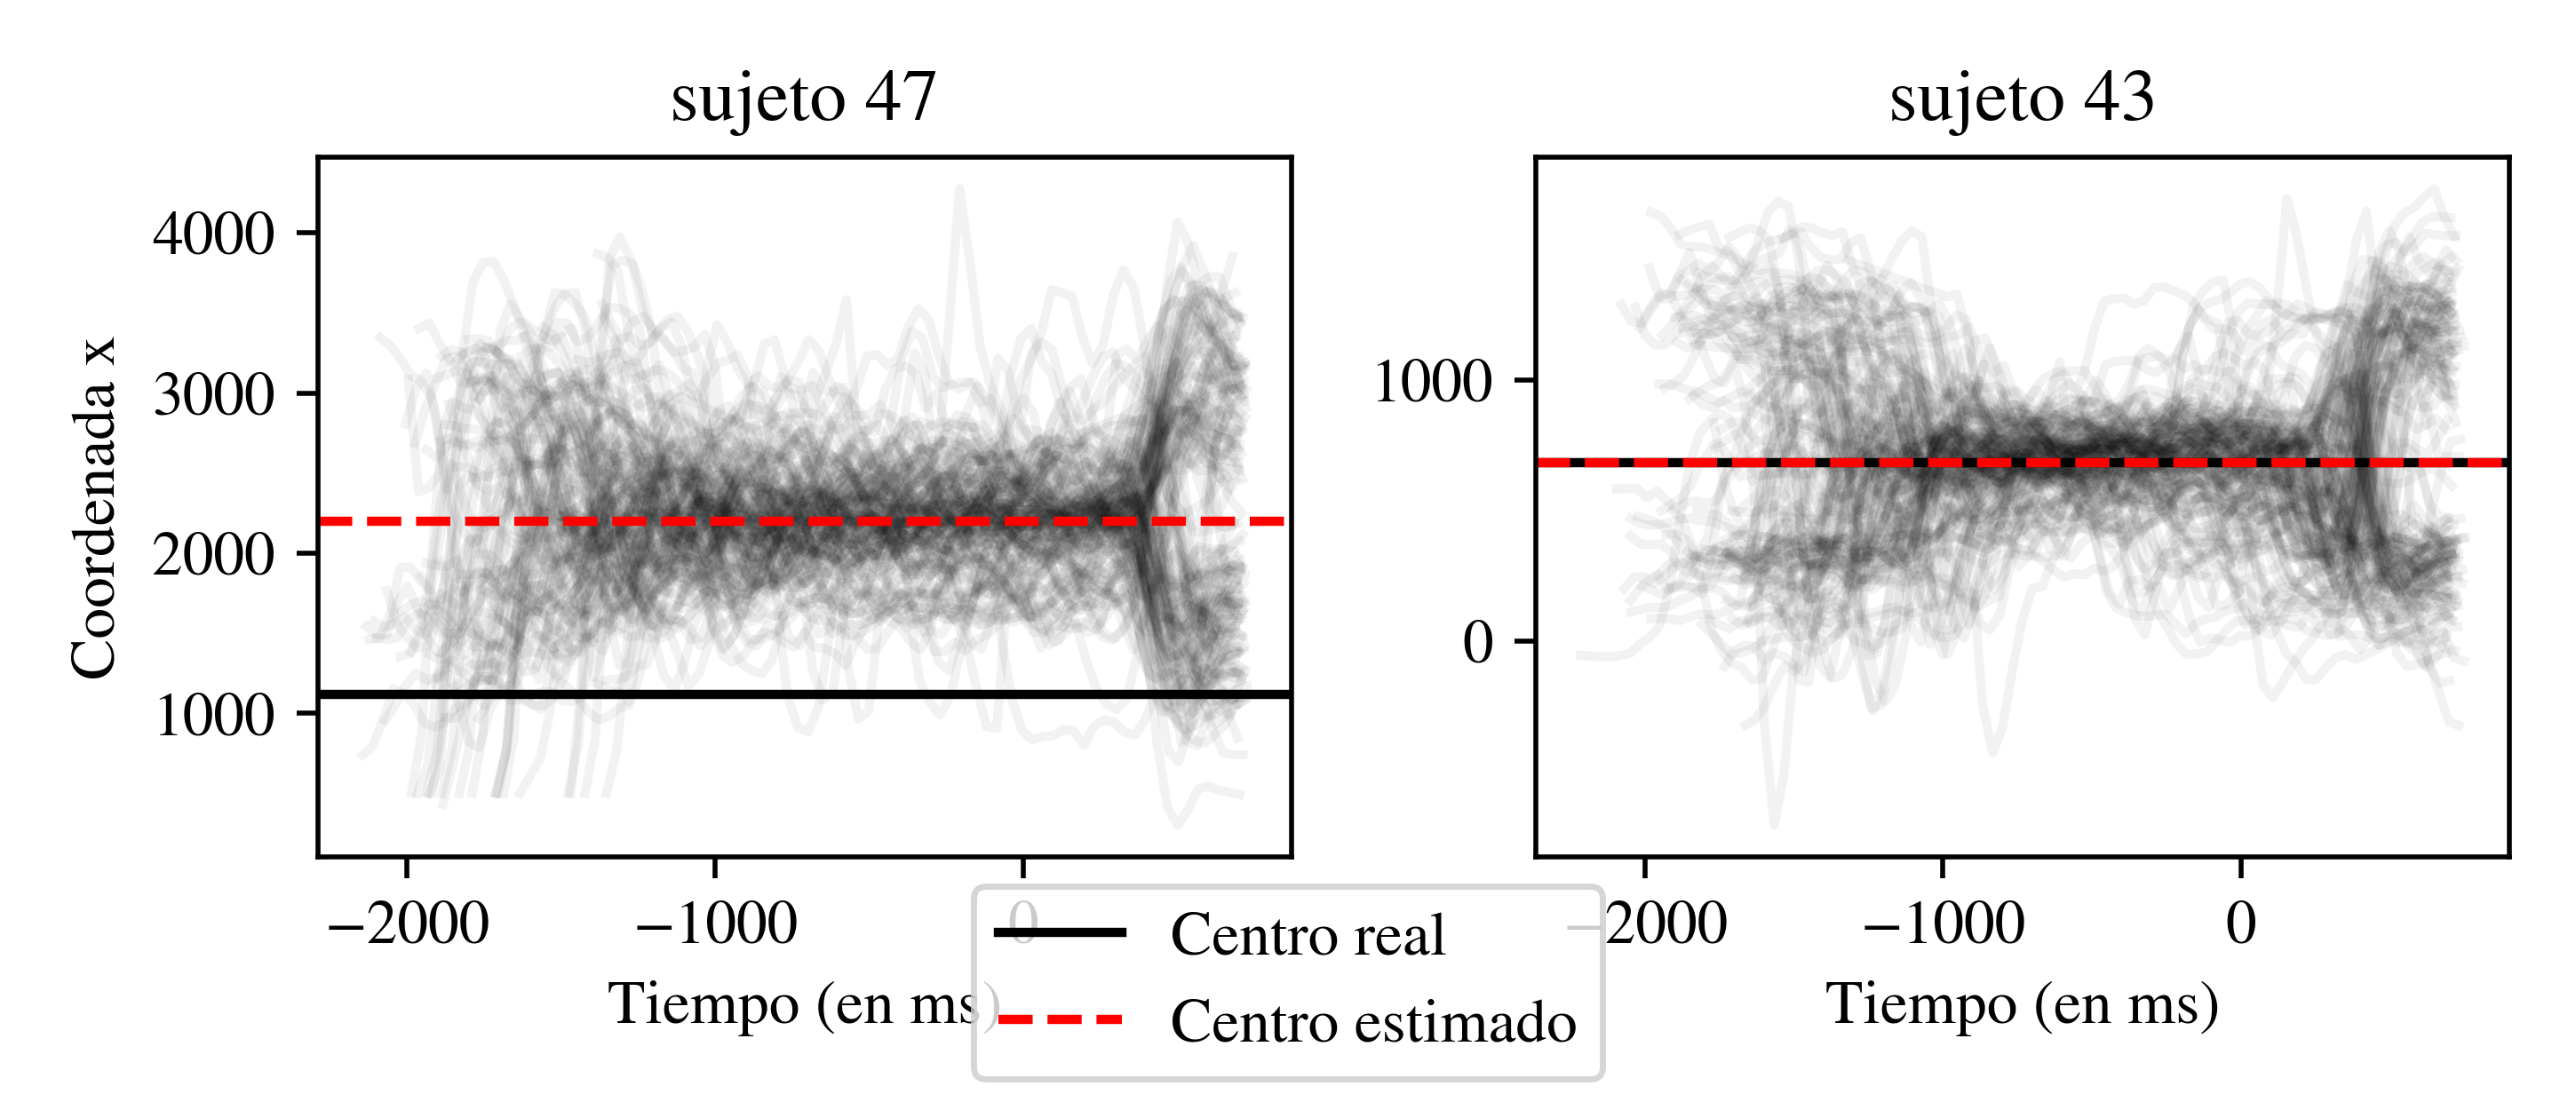 sujeto 47
sujeto 43
Coordenada x
4000
3000
2000
1000
1000
0
−2000
−1000
0
−2000
−1000
0
Tiempo (en ms)
Tiempo (en ms)
Centro real
Centro estimado